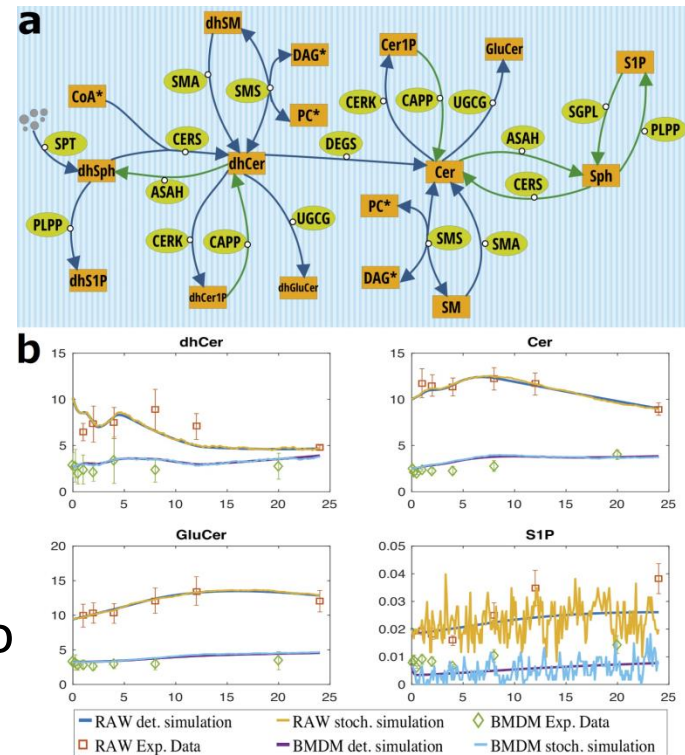 a
dhSM
DAG*
SMA
SMS
CoA*
PC*
CERS
SPT
dhSph
dhCer
ASAH
PLPP
CERK
CAPP
UGCG
dhS1P
dhCer1P
dhGluCer
DEGS
Cer1P
GluCer
S1P
CERK
CAPP
UGCG
SGPL
PLPP
ASAH
Cer
Sph
CERS
PC*
SMS
SMA
DAG*
SM
b
dhCer
15
10
5
0
0 5 10 15 20 25
Cer
15
10
5
0
0 5 10 15 20 25
GluCer
20
15
10
5
0
0 5 10 15 20 25
S1P
0.05
0.04
0.03
0.02
0.01
0
0 5 10 15 20 25
RAW det. simulation RAW stoch. simulation BMDM Exp. Data
RAW Exp. Data BMDM det. simulation BMDM stoch. simulation